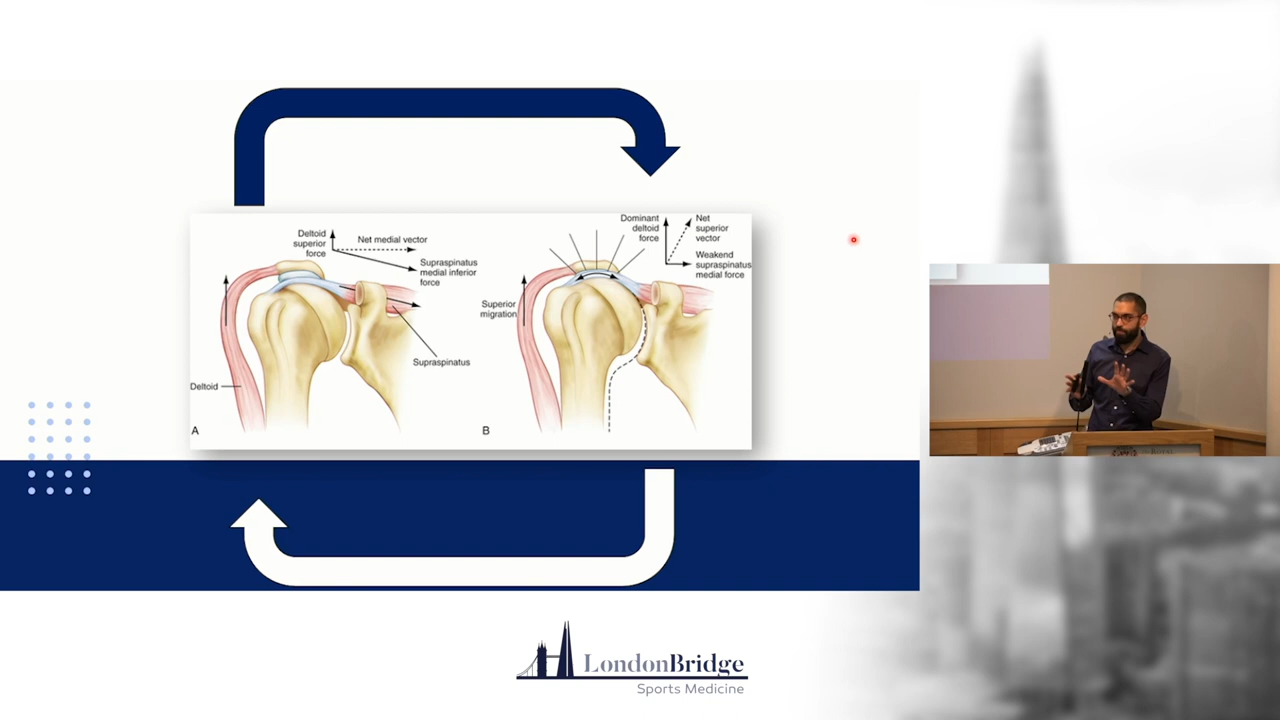 Deltoid
superior
force
Net medial vector
Supraspinatus
medial inferior
force
Supraspinatus
Deltoid
A
Dominant
deltoid
force
Net
superior
vector
Weakend
supraspinatus
medial force
Superior
migration
B
LondonBridge
Sports Medicine